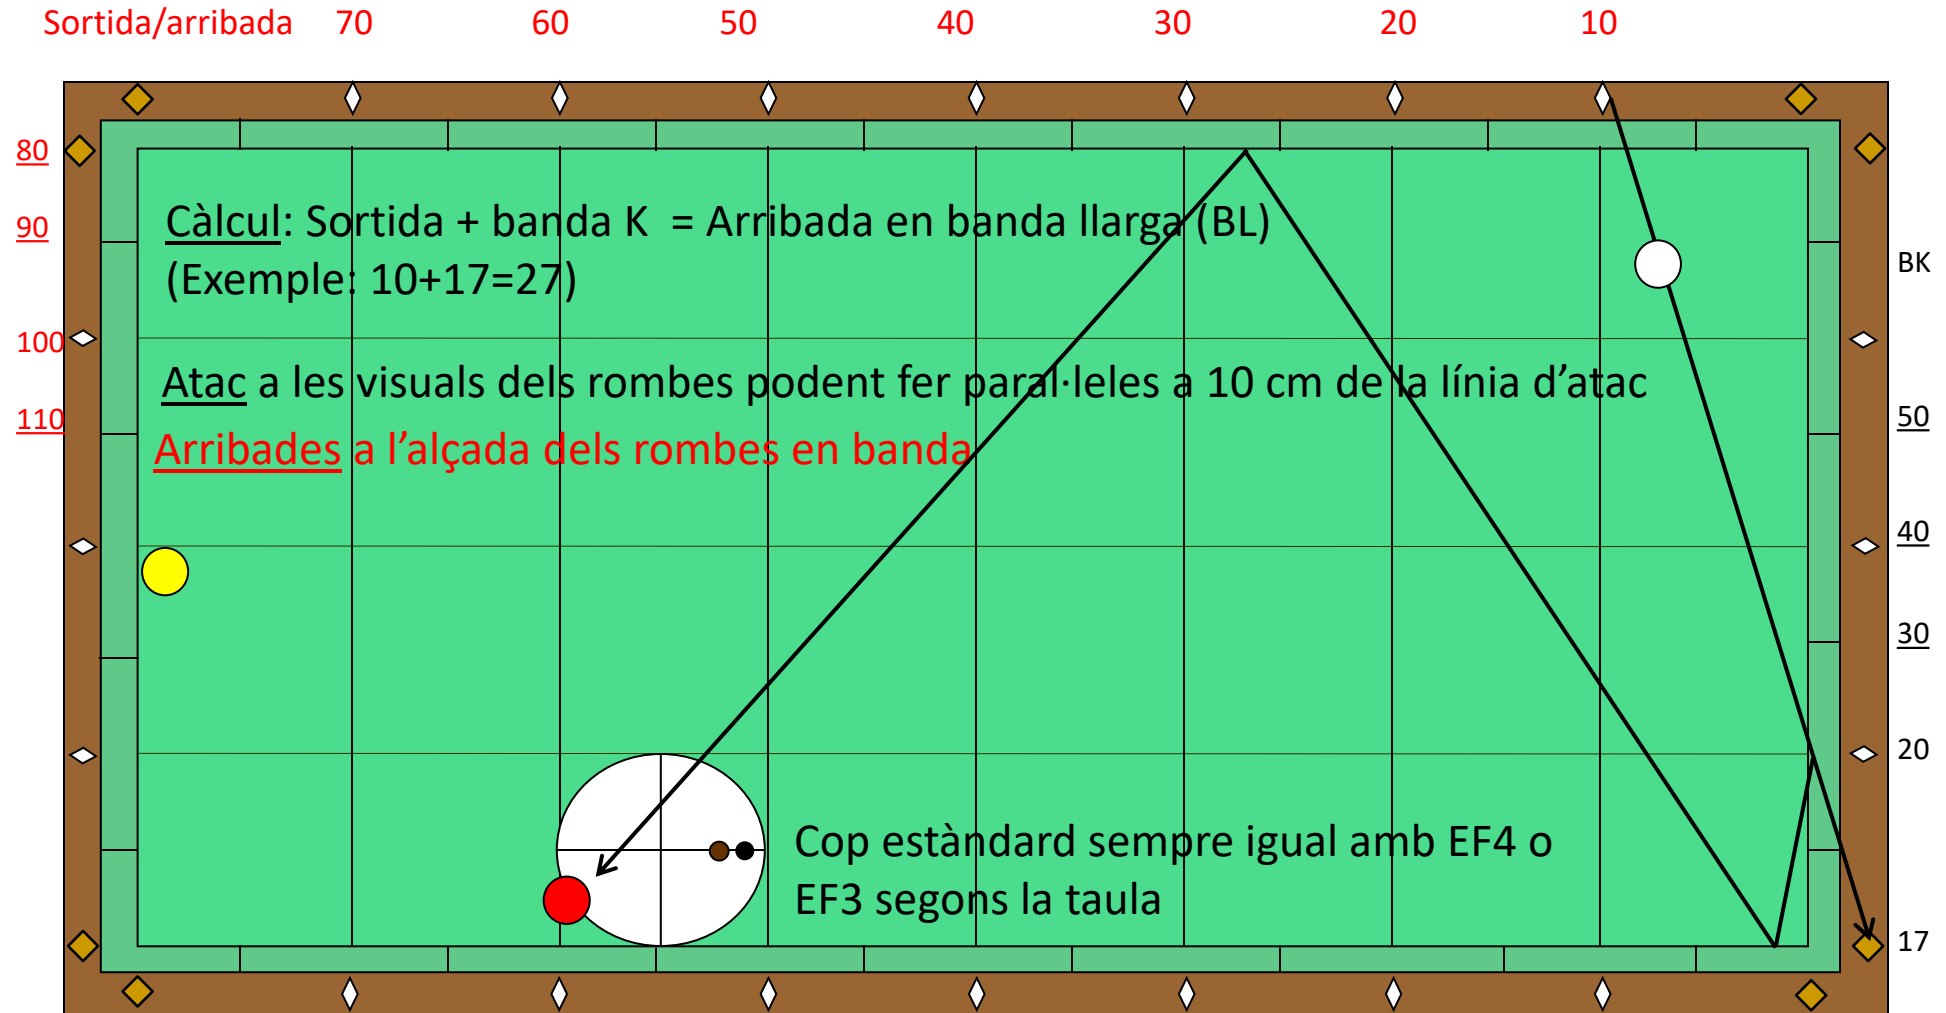 Sortida/arribada 70 60 50 40 30 20 10
80
90
Càlcul: Sortida + banda K = Arribada en banda llarga (BL)
(Exemple: 10+17=27)
BK
100
Atac a les visuals dels rombes podent fer paral·leles a 10 cm de la línia d'atac
110
50
Arribades a l'alçada dels rombes en banda
40
30
20
Cop estàndard sempre igual amb EF4 o
EF3 segons la taula
17